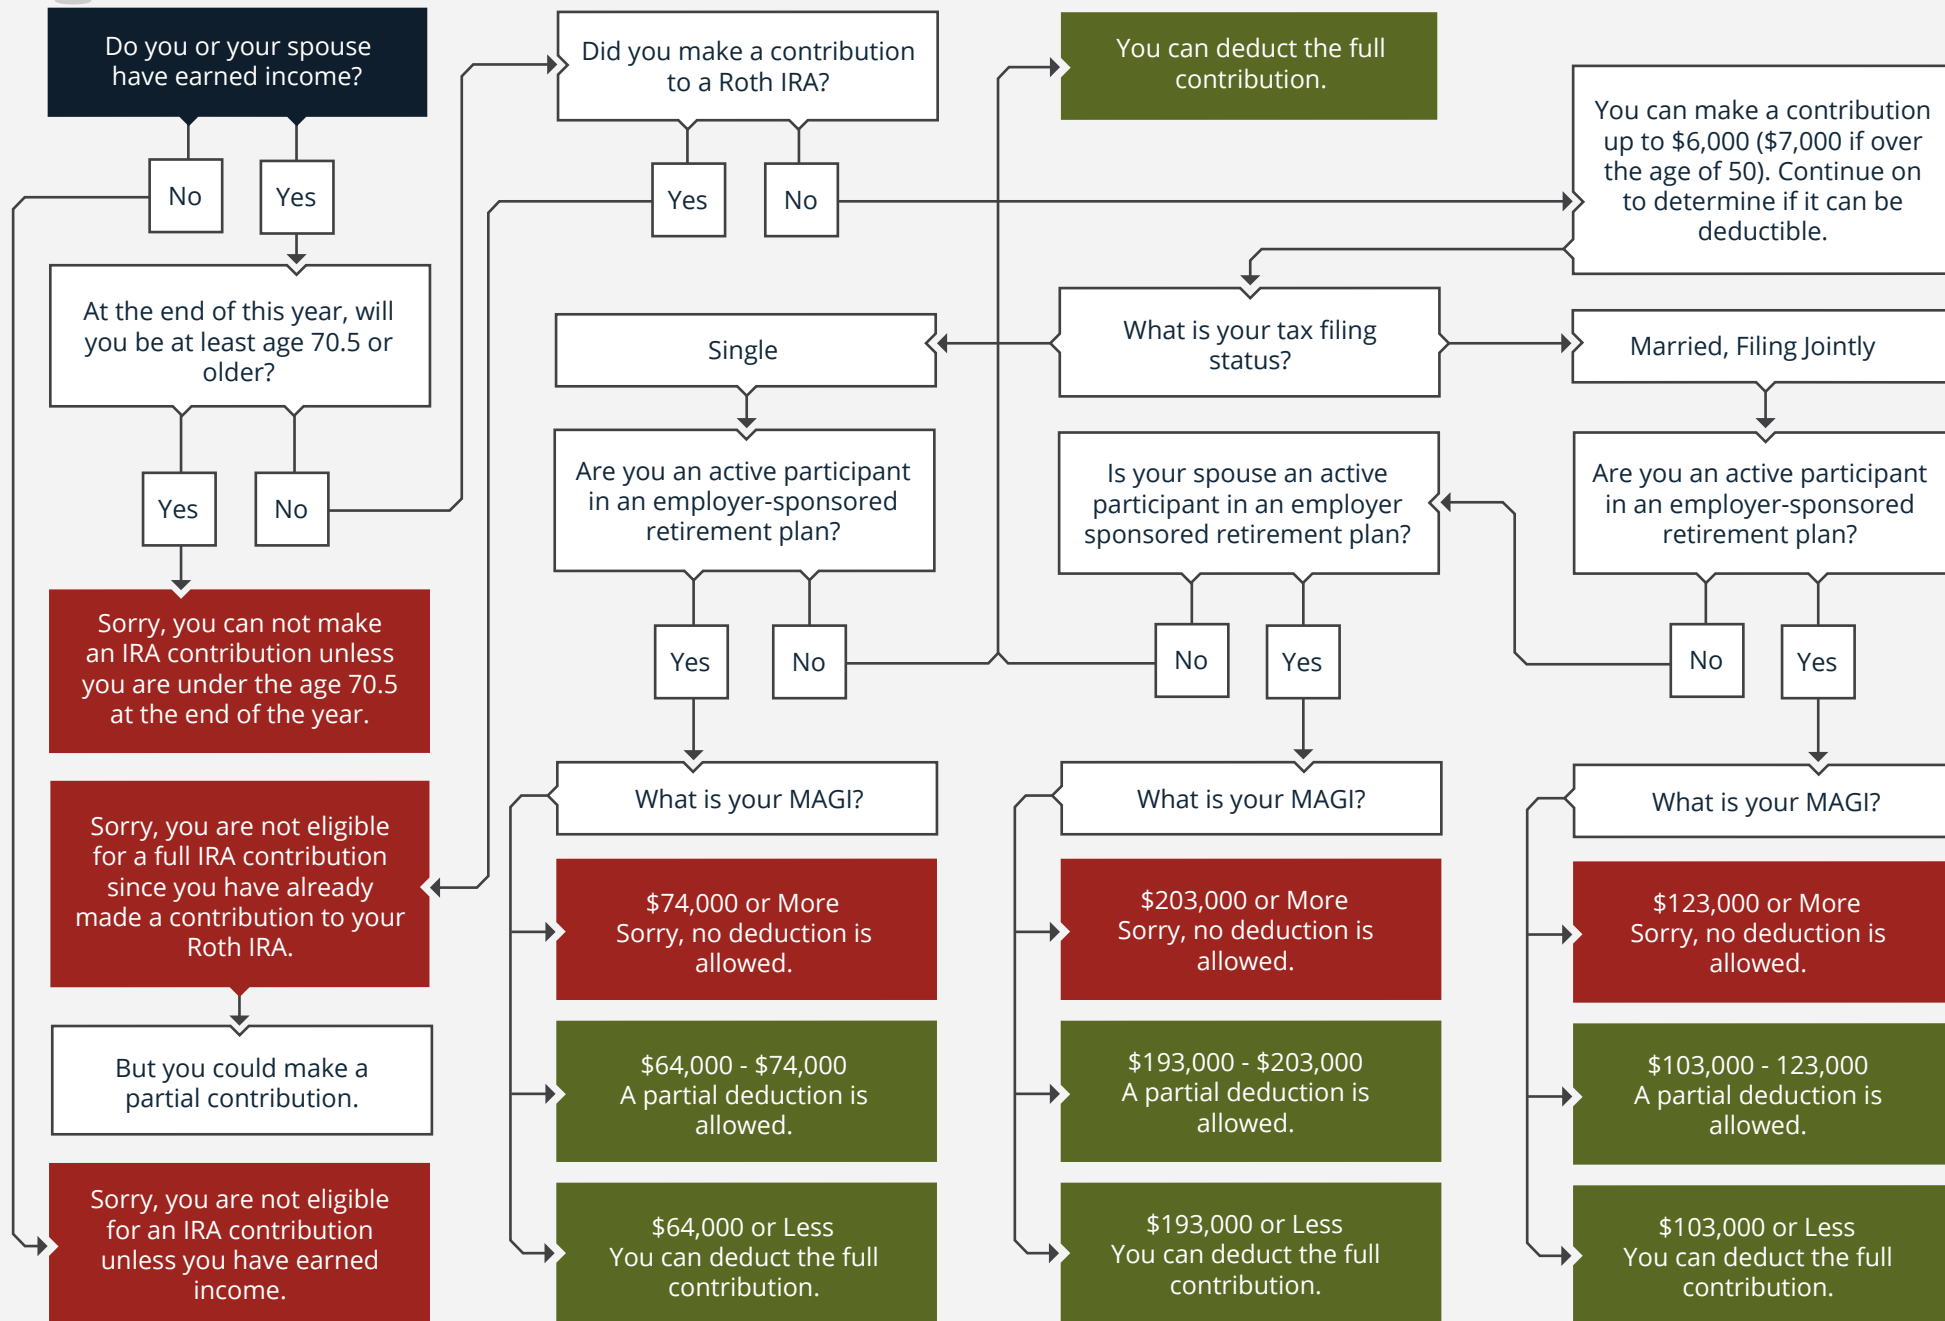 Do you or your spouse
have earned income?
No
Yes
At the end of this year, will
you be at least age 70.5 or
older?
Yes
No
Sorry, you can not make
an IRA contribution unless
you are under the age 70.5
at the end of the year.
Sorry, you are not eligible
for a full IRA contribution
since you have already
made a contribution to your
Roth IRA.
But you could make a
partial contribution.
Sorry, you are not eligible
for an IRA contribution
unless you have earned
income.
Did you make a contribution
to a Roth IRA?
Yes
No
You can deduct the full
contribution.
You can make a contribution
up to $6,000 ($7,000 if over
the age of 50). Continue on
to determine if it can be
deductible.
What is your tax filing
status?
Single
Married, Filing Jointly
Are you an active participant
in an employer-sponsored
retirement plan?
Yes
No
What is your MAGI?
$74,000 or More
Sorry, no deduction is
allowed.
$64,000 - $74,000
A partial deduction is
allowed.
$64,000 or Less
You can deduct the full
contribution.
Is your spouse an active
participant in an employer
sponsored retirement plan?
No
Yes
What is your MAGI?
$203,000 or More
Sorry, no deduction is
allowed.
$193,000 - $203,000
A partial deduction is
allowed.
$193,000 or Less
You can deduct the full
contribution.
Are you an active participant
in an employer-sponsored
retirement plan?
No
Yes
What is your MAGI?
$123,000 or More
Sorry, no deduction is
allowed.
$103,000 - 123,000
A partial deduction is
allowed.
$103,000 or Less
You can deduct the full
contribution.